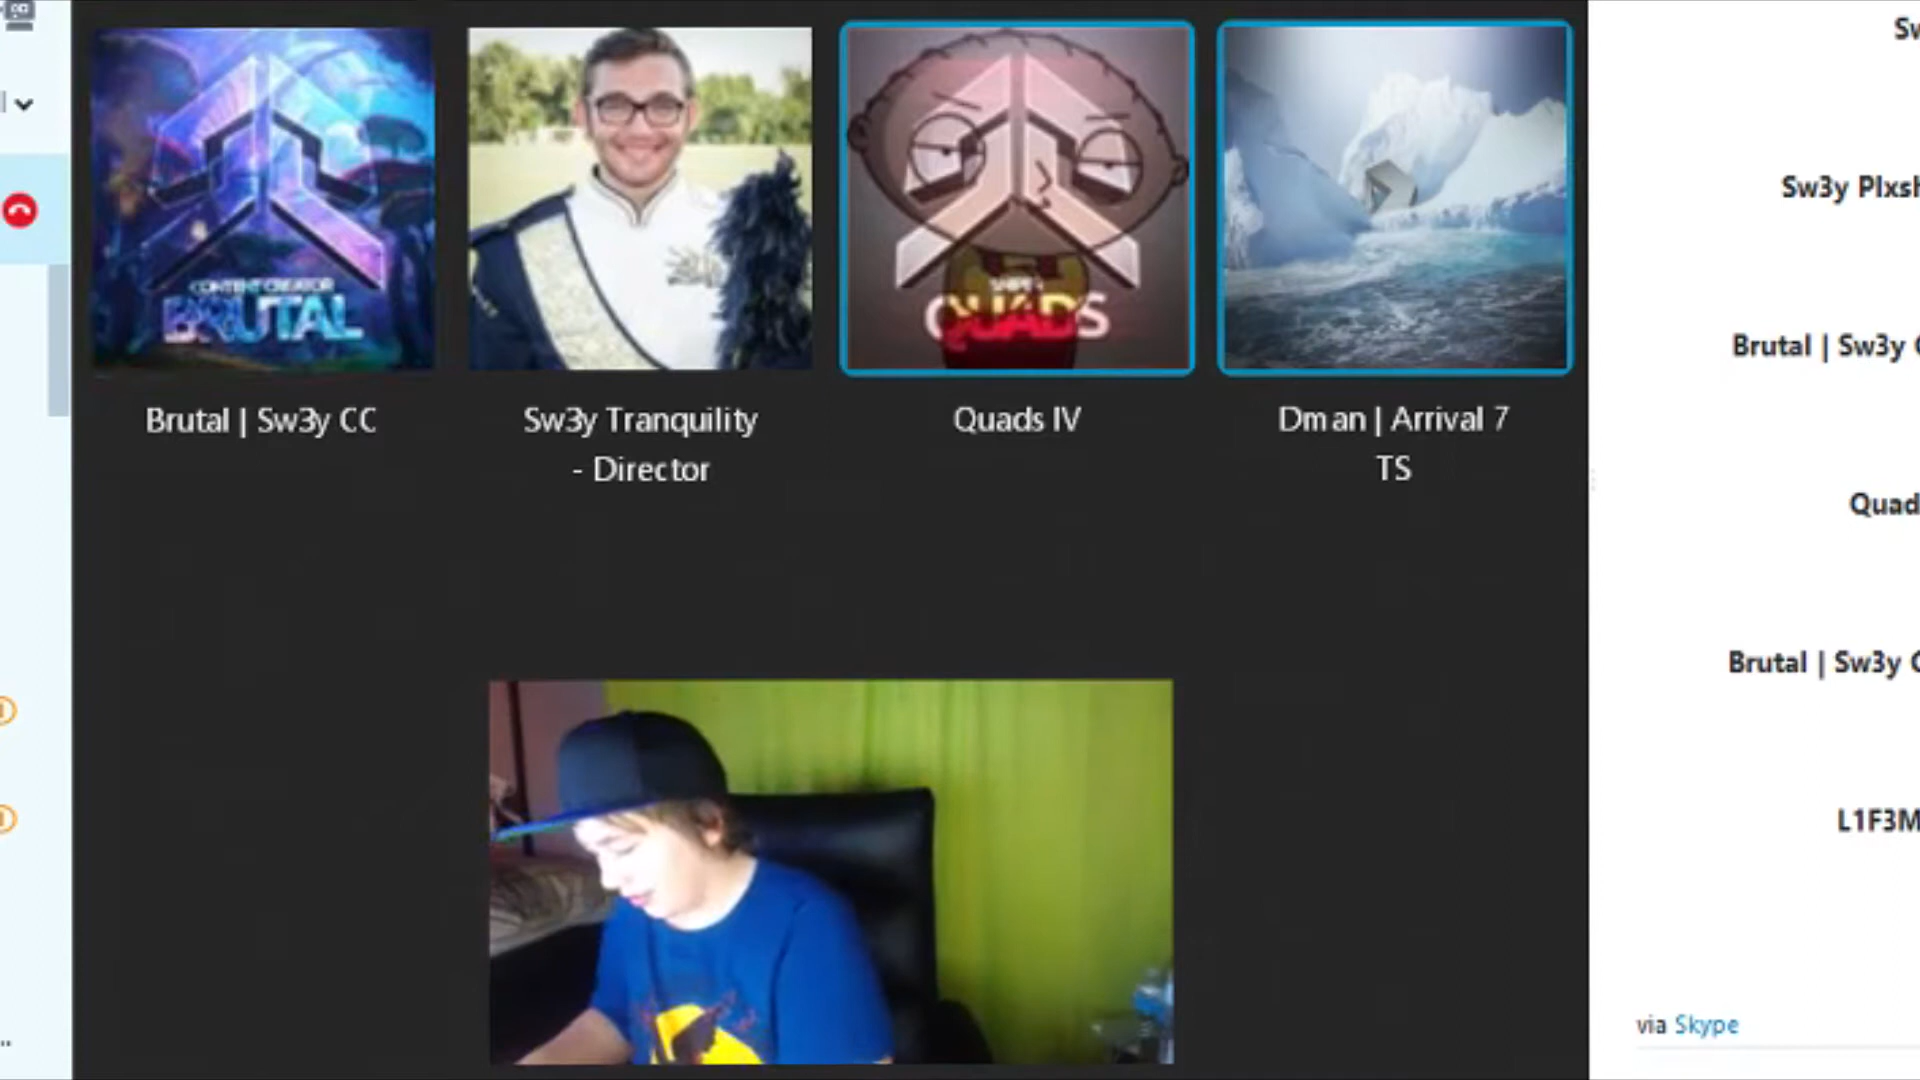 CONTENT CREATOR
BRUTAL
QUADS
Brutal | Sw3y CC
Sw3y Tranquility
- Director
Quads IV
Dman | Arrival 7
TS
Sw
Sw3y Plxsh
Brutal | Sw3y C
Quad
Brutal | Sw3y C
L1F3M
via Skype